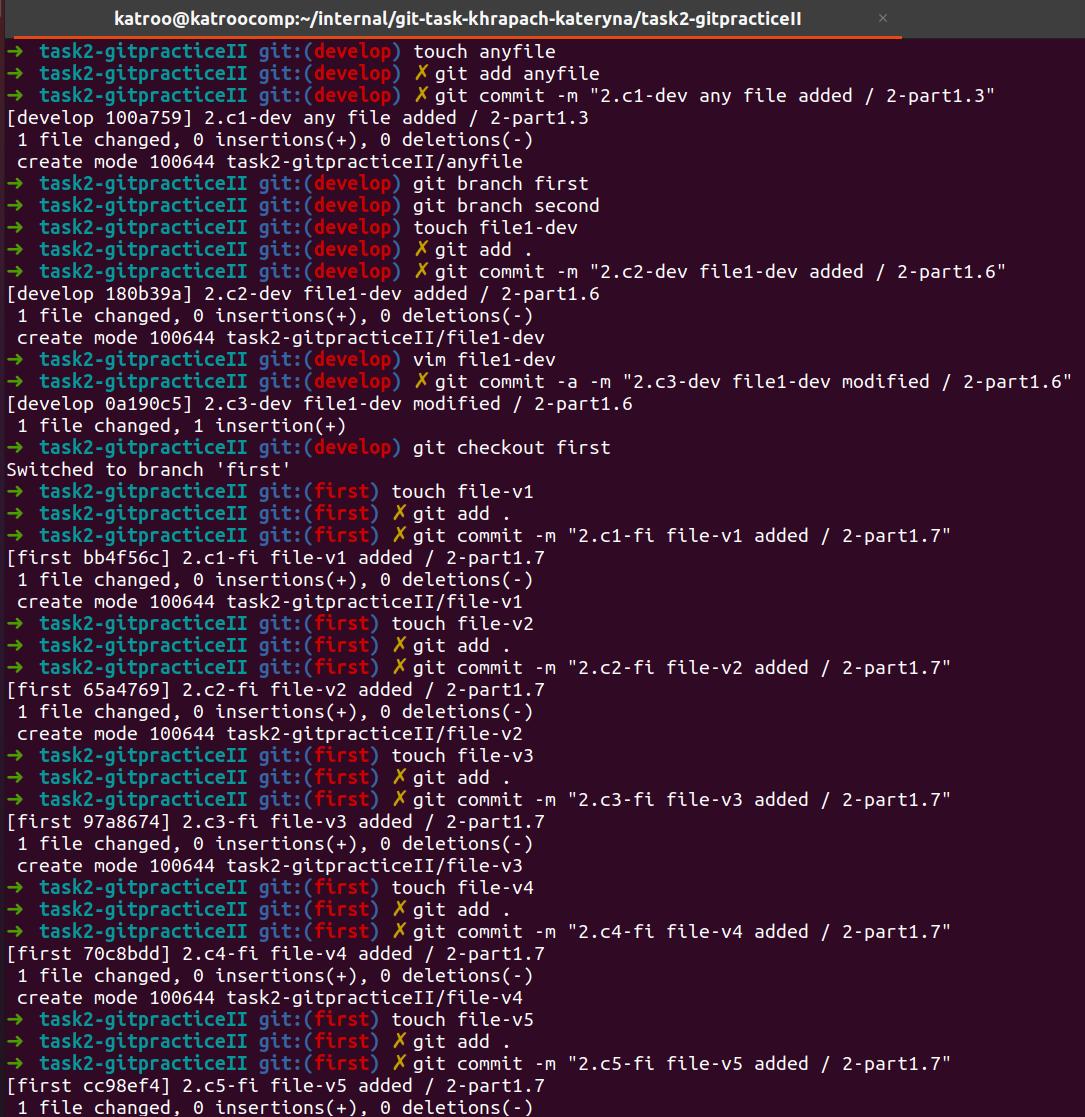 katroo@katroocomp:~/internal/git-task-khrapach-kateryna/task2-gitpracticeII ×
➜ task2-gitpracticeII git:(develop) touch anyfile
➜ task2-gitpracticeII git:(develop) ✗ git add anyfile
➜ task2-gitpracticeII git:(develop) ✗ git commit -m "2.c1-dev any file added / 2-part1.3"
[develop 100a759] 2.c1-dev any file added / 2-part1.3
 1 file changed, 0 insertions(+), 0 deletions(-)
 create mode 100644 task2-gitpracticeII/anyfile
➜ task2-gitpracticeII git:(develop) git branch first
➜ task2-gitpracticeII git:(develop) git branch second
➜ task2-gitpracticeII git:(develop) touch file1-dev
➜ task2-gitpracticeII git:(develop) ✗ git add .
➜ task2-gitpracticeII git:(develop) ✗ git commit -m "2.c2-dev file1-dev added / 2-part1.6"
[develop 180b39a] 2.c2-dev file1-dev added / 2-part1.6
 1 file changed, 0 insertions(+), 0 deletions(-)
 create mode 100644 task2-gitpracticeII/file1-dev
➜ task2-gitpracticeII git:(develop) vim file1-dev
➜ task2-gitpracticeII git:(develop) ✗ git commit -a -m "2.c3-dev file1-dev modified / 2-part1.6"
[develop 0a190c5] 2.c3-dev file1-dev modified / 2-part1.6
 1 file changed, 1 insertion(+)
➜ task2-gitpracticeII git:(develop) git checkout first
Switched to branch 'first'
➜ task2-gitpracticeII git:(first) touch file-v1
➜ task2-gitpracticeII git:(first) ✗ git add .
➜ task2-gitpracticeII git:(first) ✗ git commit -m "2.c1-fi file-v1 added / 2-part1.7"
[first bb4f56c] 2.c1-fi file-v1 added / 2-part1.7
 1 file changed, 0 insertions(+), 0 deletions(-)
 create mode 100644 task2-gitpracticeII/file-v1
➜ task2-gitpracticeII git:(first) touch file-v2
➜ task2-gitpracticeII git:(first) ✗ git add .
➜ task2-gitpracticeII git:(first) ✗ git commit -m "2.c2-fi file-v2 added / 2-part1.7"
[first 65a4769] 2.c2-fi file-v2 added / 2-part1.7
 1 file changed, 0 insertions(+), 0 deletions(-)
 create mode 100644 task2-gitpracticeII/file-v2
➜ task2-gitpracticeII git:(first) touch file-v3
➜ task2-gitpracticeII git:(first) ✗ git add .
➜ task2-gitpracticeII git:(first) ✗ git commit -m "2.c3-fi file-v3 added / 2-part1.7"
[first 97a8674] 2.c3-fi file-v3 added / 2-part1.7
 1 file changed, 0 insertions(+), 0 deletions(-)
 create mode 100644 task2-gitpracticeII/file-v3
➜ task2-gitpracticeII git:(first) touch file-v4
➜ task2-gitpracticeII git:(first) ✗ git add .
➜ task2-gitpracticeII git:(first) ✗ git commit -m "2.c4-fi file-v4 added / 2-part1.7"
[first 70c8bdd] 2.c4-fi file-v4 added / 2-part1.7
 1 file changed, 0 insertions(+), 0 deletions(-)
 create mode 100644 task2-gitpracticeII/file-v4
➜ task2-gitpracticeII git:(first) touch file-v5
➜ task2-gitpracticeII git:(first) ✗ git add .
➜ task2-gitpracticeII git:(first) ✗ git commit -m "2.c5-fi file-v5 added / 2-part1.7"
[first cc98ef4] 2.c5-fi file-v5 added / 2-part1.7
 1 file changed, 0 insertions(+), 0 deletions(-)